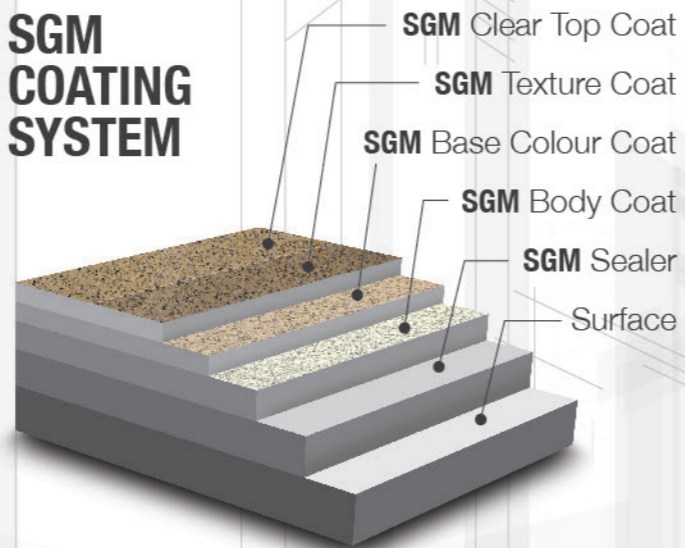 SGM
COATING
SYSTEM
SGM Clear Top Coat
SGM Texture Coat
SGM Base Colour Coat
SGM Body Coat
SGM Sealer
Surface